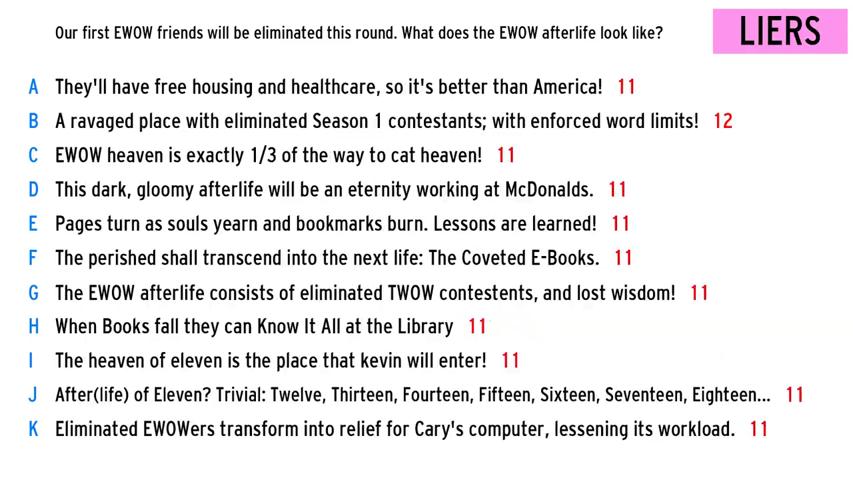 Our first EWOW friends will be eliminated this round. What does the EWOW afterlife look like?
LIERS
A They'll have free housing and healthcare, so it's better than America! 11
B A ravaged place with eliminated Season 1 contestants; with enforced word limits! 12
C EWOW heaven is exactly 1/3 of the way to cat heaven! 11
D This dark, gloomy afterlife will be an eternity working at McDonalds. 11
E Pages turn as souls yearn and bookmarks burn. Lessons are learned! 11
F The perished shall transcend into the next life: The Coveted E-Books. 11
G The EWOW afterlife consists of eliminated TWOW contestents, and lost wisdom! 11
H When Books fall they can Know It All at the Library 11
I The heaven of eleven is the place that kevin will enter! 11
J After(life) of Eleven? Trivial: Twelve, Thirteen, Fourteen, Fifteen, Sixteen, Seventeen, Eighteen... 11
K Eliminated EWOWers transform into relief for Cary's computer, lessening its workload. 11